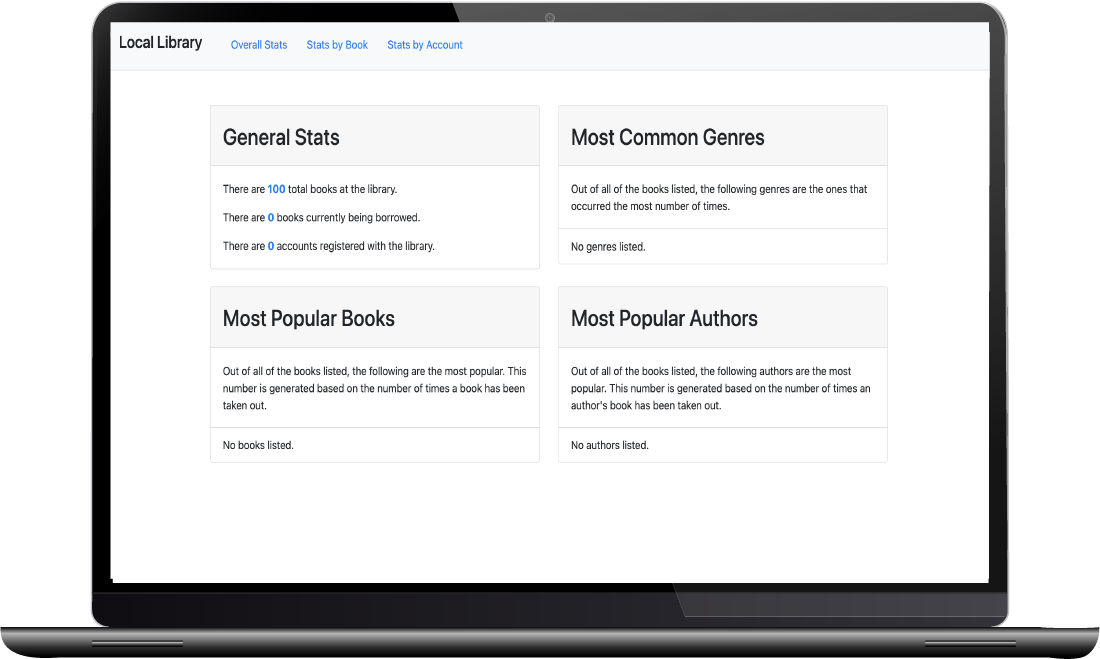 Local Library
Overall Stats
Stats by Book
Stats by Account
General Stats
There are 100 total books at the library.
There are 0 books currently being borrowed.
There are 0 accounts registered with the library.
Most Common Genres
Out of all of the books listed, the following genres are the ones that
occurred the most number of times.
No genres listed.
Most Popular Books
Out of all of the books listed, the following are the most popular. This
number is generated based on the number of times a book has been
taken out.
No books listed.
Most Popular Authors
Out of all of the books listed, the following authors are the most
popular. This number is generated based on the number of times an
author's book has been taken out.
No authors listed.